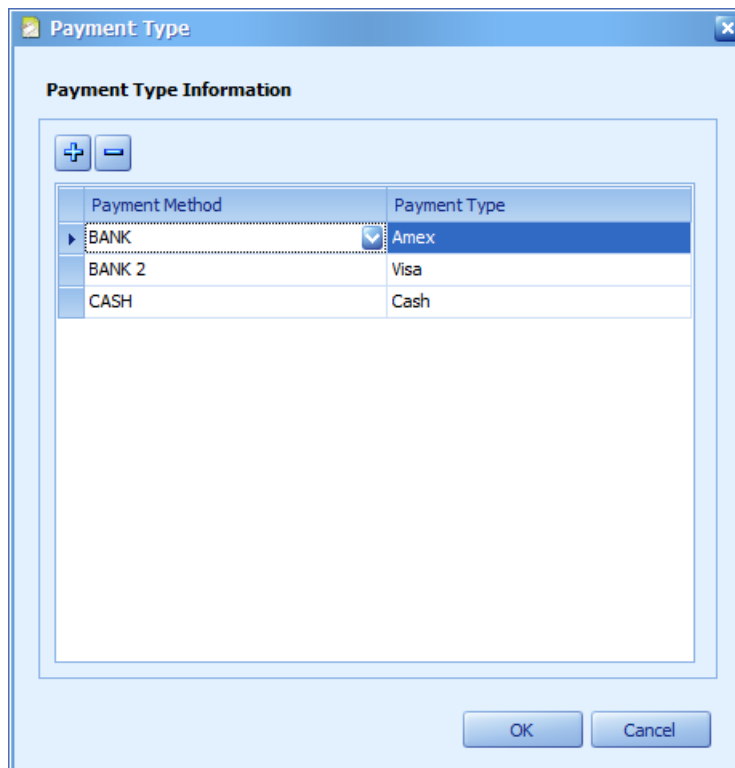 Payment Type
Payment Type Information
Payment Method Payment Type
BANK Amex
BANK 2 Visa
CASH Cash
OK Cancel